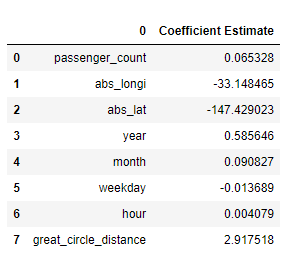 0 Coefficient Estimate
0 passenger_count 0.065328
1 abs_longi -33.148465
2 abs_lat -147.429023
3 year 0.585646
4 month 0.090827
5 weekday -0.013689
6 hour 0.004079
7 great_circle_distance 2.917518